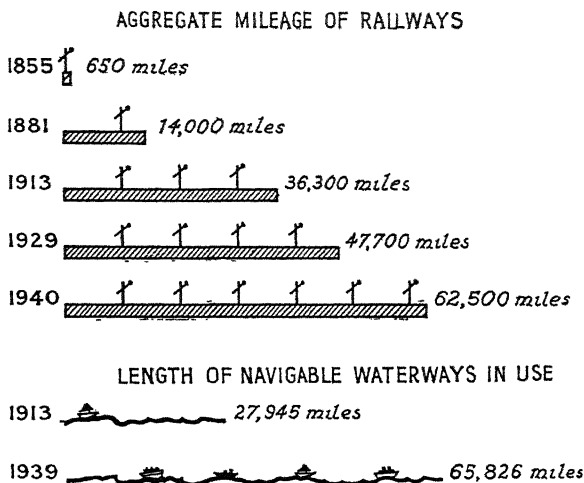 AGGREGATE MILEAGE OF RAILWAYS
1855 650 miles
1881 14,000 miles
1913 36,300 miles
1929 47,700 miles
1940 62,500 miles
LENGTH OF NAVIGABLE WATERWAYS IN USE
1913 27,945 miles
1939 65,826 miles